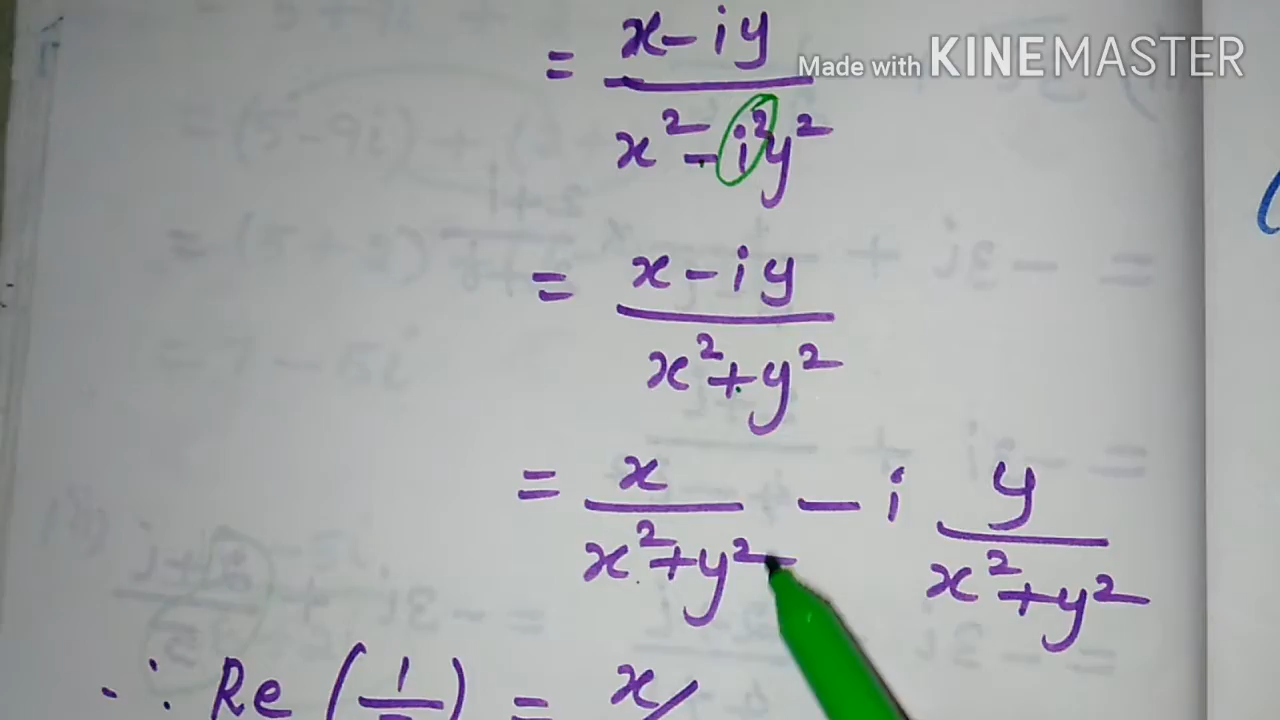 = x - iy / x² - i²y²
Made with KINEMASTER
= x - iy / x² + y²
= x / x² + y² - i y / x² + y²
∴ Re (1/
) = x/